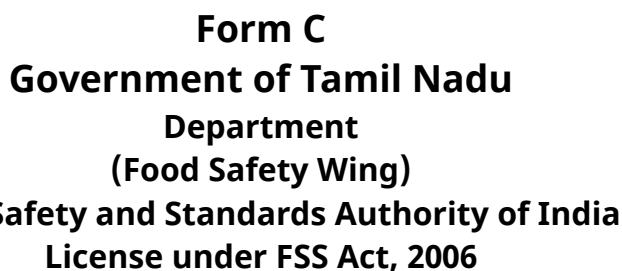 Form C
Government of Tamil Nadu
Department
(Food Safety Wing)
Safety and Standards Authority of India
License under FSS Act, 2006